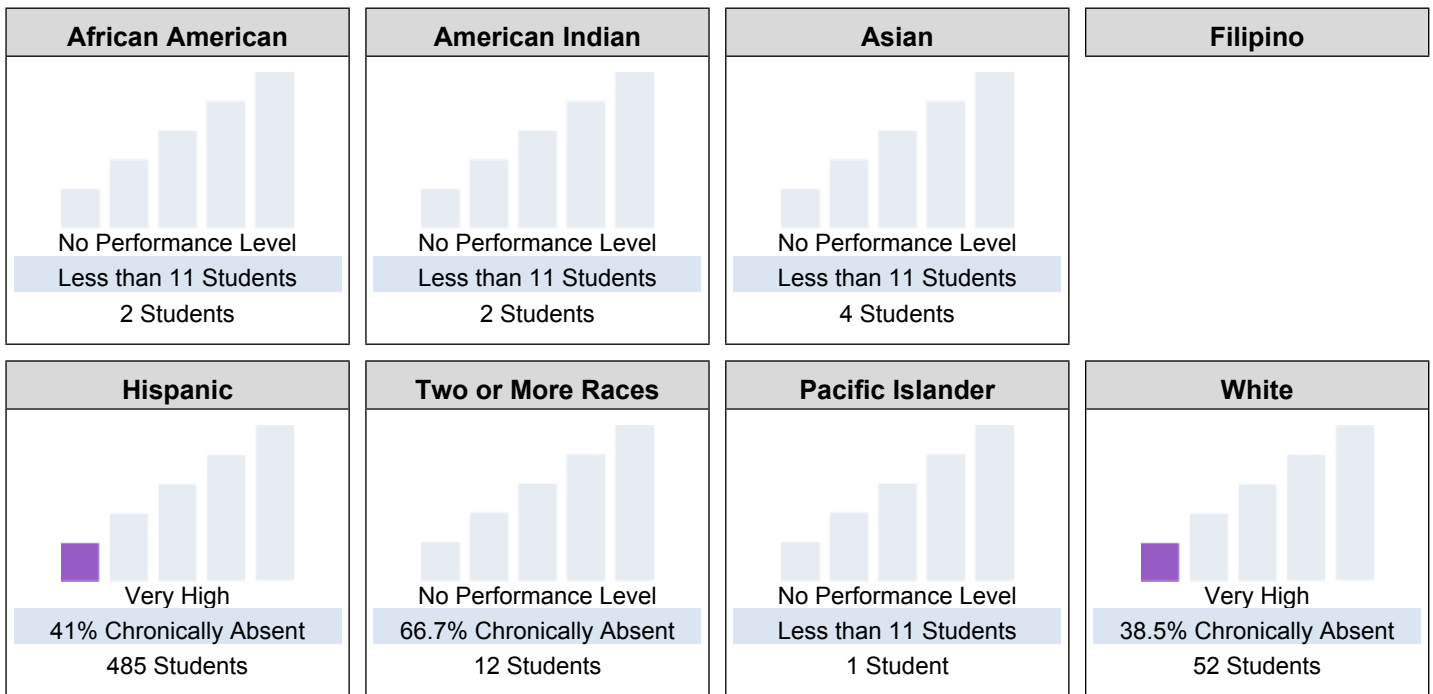 African American
No Performance Level
Less than 11 Students
2 Students
American Indian
No Performance Level
Less than 11 Students
2 Students
Asian
No Performance Level
Less than 11 Students
4 Students
Filipino
Hispanic
Very High
41% Chronically Absent
485 Students
Two or More Races
No Performance Level
66.7% Chronically Absent
12 Students
Pacific Islander
No Performance Level
Less than 11 Students
1 Student
White
Very High
38.5% Chronically Absent
52 Students